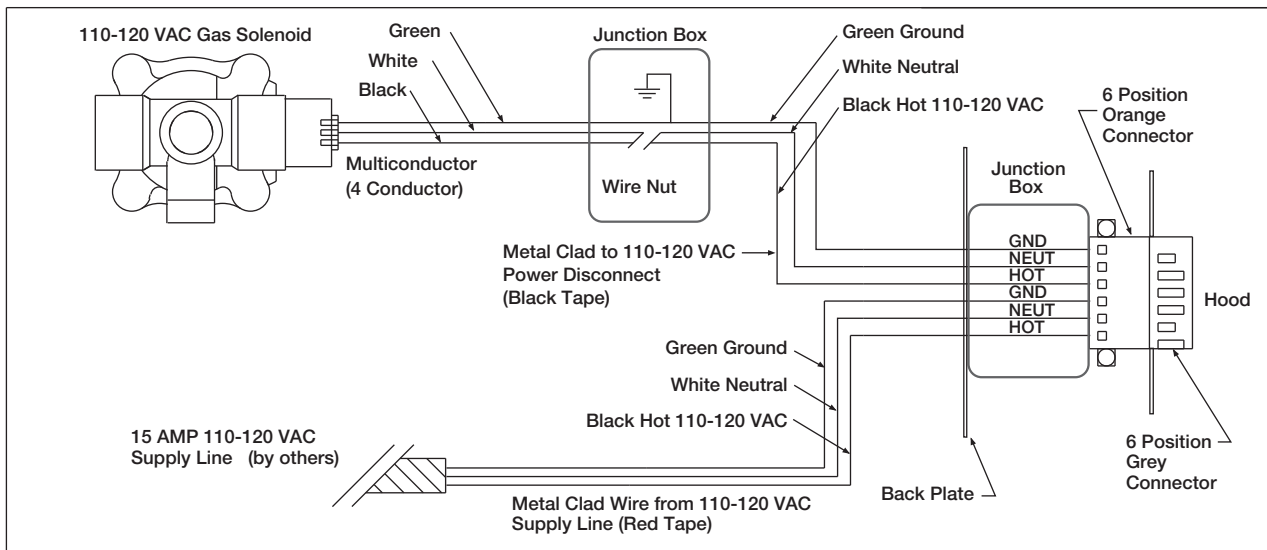 110-120 VAC Gas Solenoid
Green
White
Black
Multiconductor
(4 Conductor)
Junction Box
Wire Nut
Green Ground
White Neutral
Black Hot 110-120 VAC
6 Position
Orange
Connector
Junction
Box
Metal Clad to 110-120 VAC
Power Disconnect
(Black Tape)
GND
NEUT
HOT
GND
NEUT
HOT
Hood
Green Ground
White Neutral
Black Hot 110-120 VAC
15 AMP 110-120 VAC
Supply Line (by others)
Metal Clad Wire from 110-120 VAC
Supply Line (Red Tape)
Back Plate
6 Position
Grey
Connector